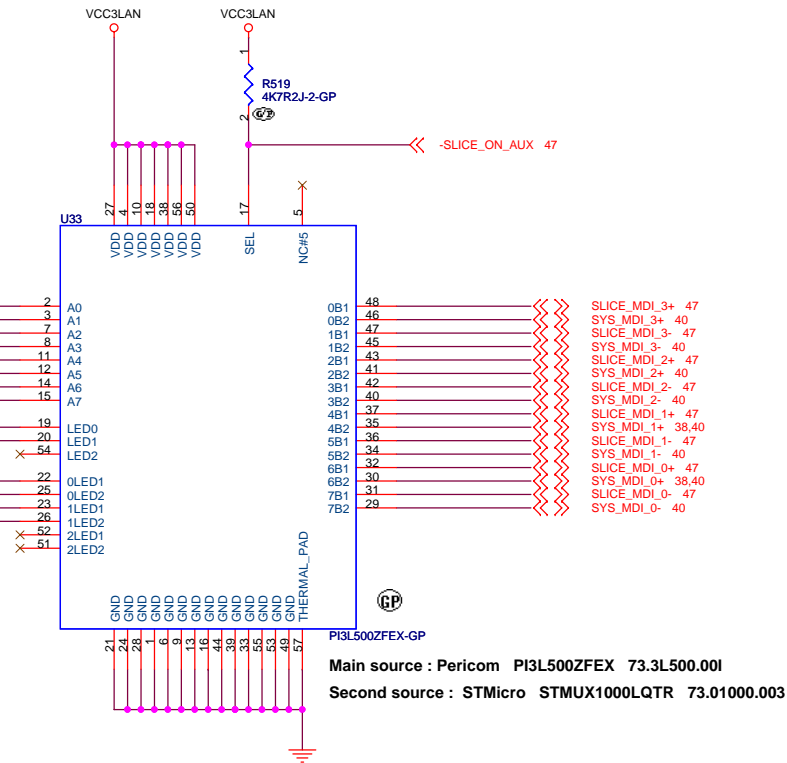 VCC3LAN VCC3LAN
1
R519
4K7R2J-2-GP
2 G/P
-SLICE_ON_AUX 47
27 4 10 18 38 56 50 17 5
U33
VDD VDD VDD VDD VDD VDD VDD SEL NC#5
2 A0 0B1 48 SLICE_MDI_3+ 47
3 A1 0B2 46 SYS_MDI_3+ 40
7 A2 1B1 47 SLICE_MDI_3- 47
8 A3 1B2 45 SYS_MDI_3- 40
11 A4 2B1 43 SLICE_MDI_2+ 47
12 A5 2B2 41 SYS_MDI_2+ 40
14 A6 3B1 42 SLICE_MDI_2- 47
15 A7 3B2 40 SYS_MDI_2- 40
4B1 37 SLICE_MDI_1+ 47
19 LED0 4B2 35 SYS_MDI_1+ 38,40
20 LED1 5B1 36 SLICE_MDI_1- 47
54 LED2 5B2 34 SYS_MDI_1- 40
6B1 32 SLICE_MDI_0+ 47
22 0LED1 6B2 30 SYS_MDI_0+ 38,40
25 0LED2 7B1 31 SLICE_MDI_0- 47
23 1LED1 7B2 29 SYS_MDI_0- 40
26 1LED2
52 2LED1
51 2LED2
GND GND GND GND GND GND GND GND GND GND GND GND GND GND THERMAL_PAD
GP
21 24 28 1 6 9 13 16 44 39 33 55 53 49 57
PI3L500ZFEX-GP
Main source : Pericom PI3L500ZFEX 73.3L500.00I
Second source : STMicro STMUX1000LQTR 73.01000.003